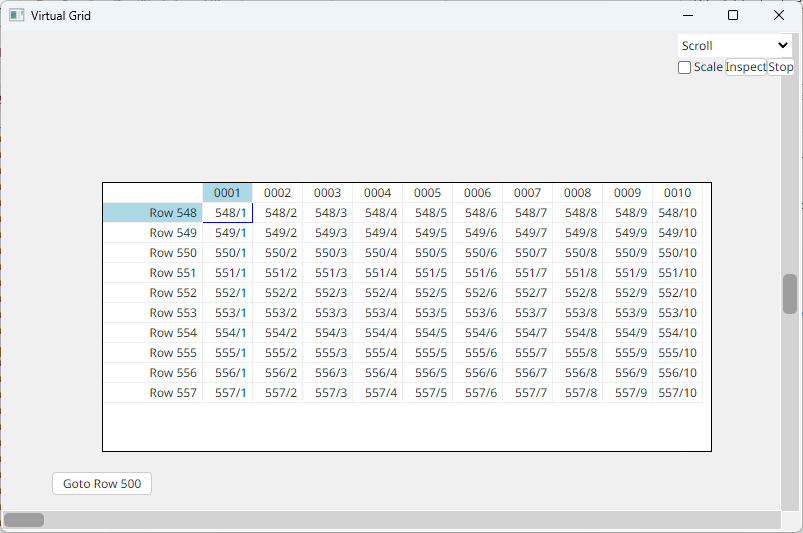 Virtual Grid
Scroll
Scale Inspect Stop
0001 0002 0003 0004 0005 0006 0007 0008 0009 0010
Row 548 548/1 548/2 548/3 548/4 548/5 548/6 548/7 548/8 548/9 548/10
Row 549 549/1 549/2 549/3 549/4 549/5 549/6 549/7 549/8 549/9 549/10
Row 550 550/1 550/2 550/3 550/4 550/5 550/6 550/7 550/8 550/9 550/10
Row 551 551/1 551/2 551/3 551/4 551/5 551/6 551/7 551/8 551/9 551/10
Row 552 552/1 552/2 552/3 552/4 552/5 552/6 552/7 552/8 552/9 552/10
Row 553 553/1 553/2 553/3 553/4 553/5 553/6 553/7 553/8 553/9 553/10
Row 554 554/1 554/2 554/3 554/4 554/5 554/6 554/7 554/8 554/9 554/10
Row 555 555/1 555/2 555/3 555/4 555/5 555/6 555/7 555/8 555/9 555/10
Row 556 556/1 556/2 556/3 556/4 556/5 556/6 556/7 556/8 556/9 556/10
Row 557 557/1 557/2 557/3 557/4 557/5 557/6 557/7 557/8 557/9 557/10
Goto Row 500